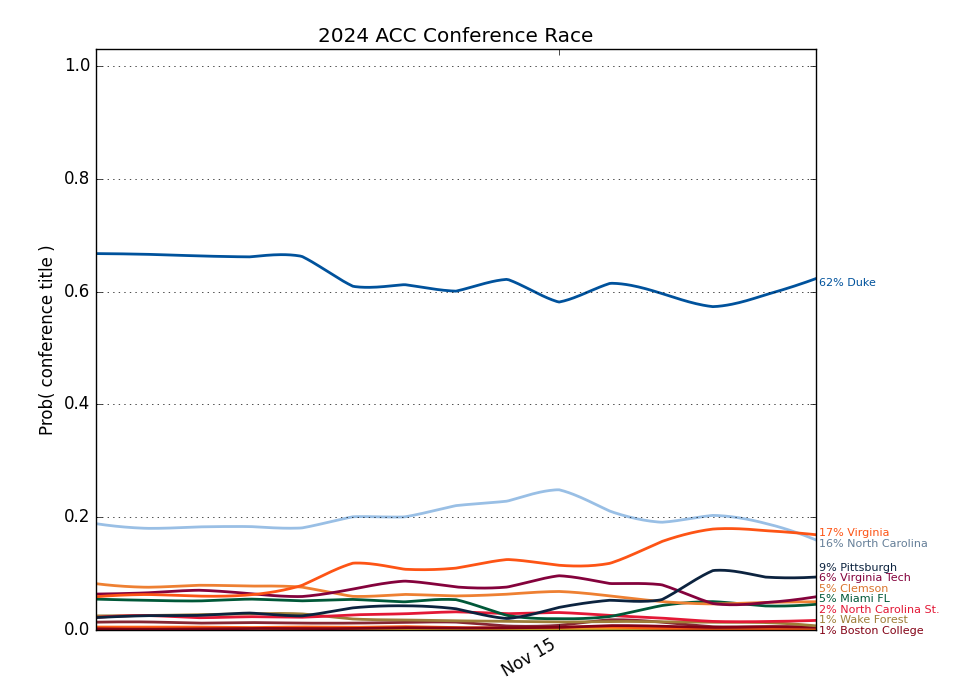 2024 ACC Conference Race
Prob( conference title )
1.0
0.8
0.6
0.4
0.2
0.0
Nov 15
62% Duke
17% Virginia
16% North Carolina
9% Pittsburgh
6% Virginia Tech
5% Clemson
5% Miami FL
2% North Carolina St.
1% Wake Forest
1% Boston College